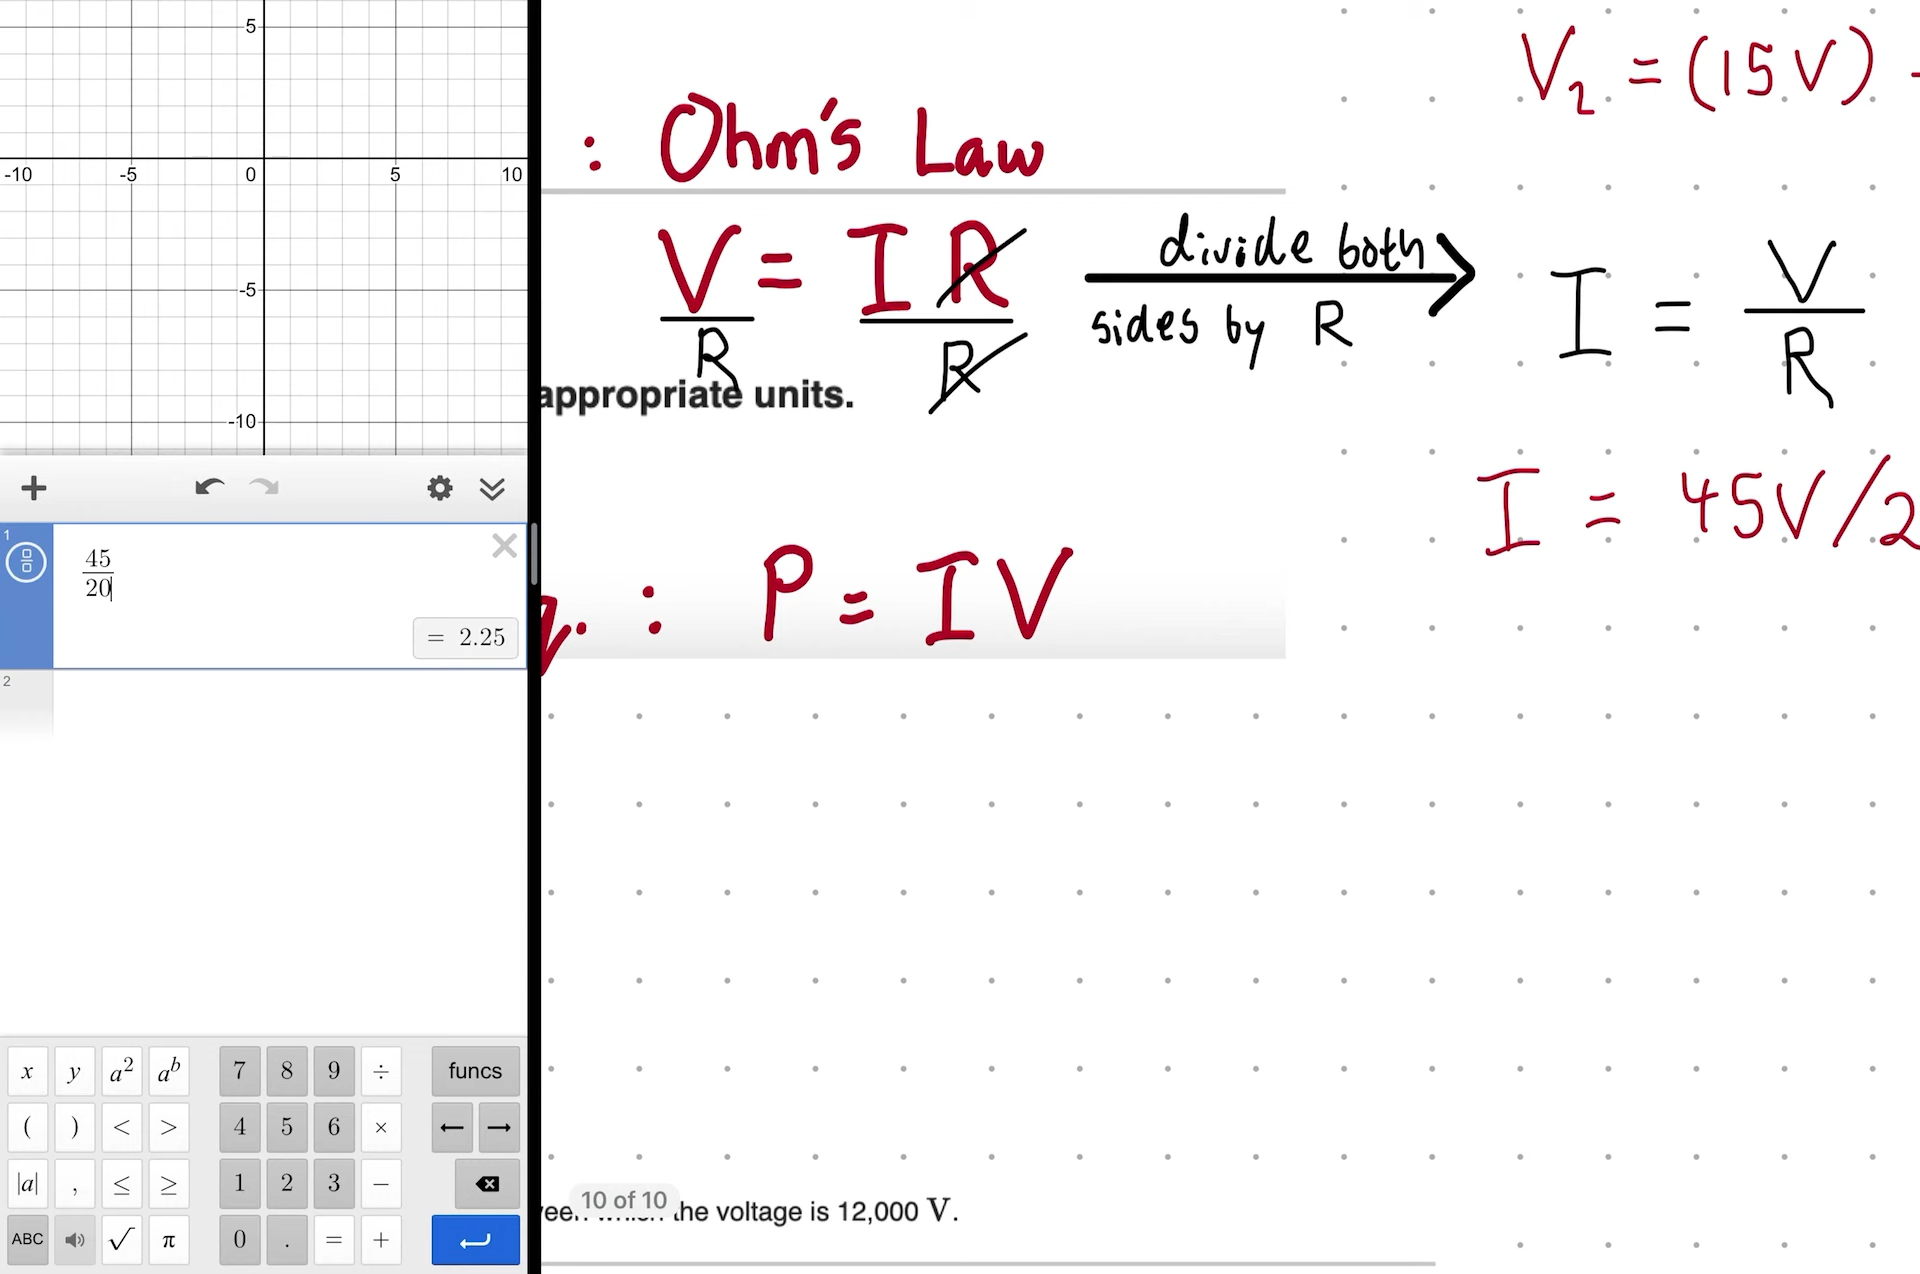 5
-10 -5 0 5 10
-5
-10
1
45
20
= 2.25
2
x y a² aᵇ 7 8 9 ÷ funcs
( ) < > 4 5 6 × ← →
|a| , ≤ ≥ 1 2 3 −
ABC √ π 0 . = +
V₂ = (15V)
: Ohm's Law
V = I R
R R
divide both
sides by R
I = V
R
appropriate units.
I = 45V/2
: P = IV
10 of 10
the voltage is 12,000 V.